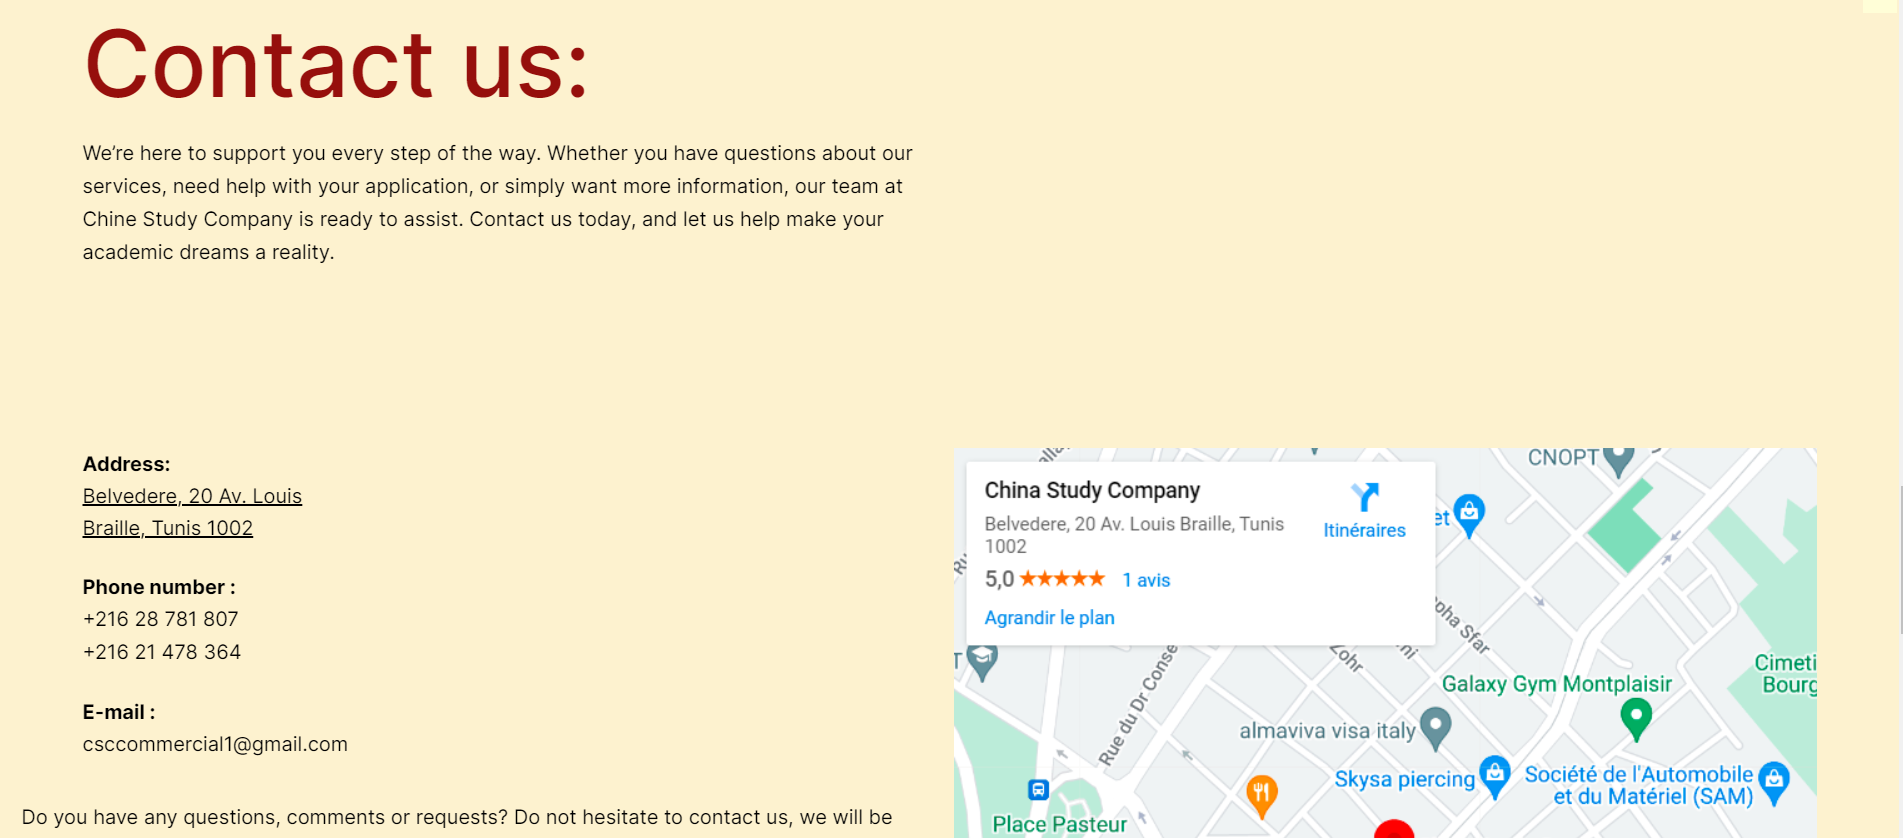 Contact us:
We’re here to support you every step of the way. Whether you have questions about our
services, need help with your application, or simply want more information, our team at
Chine Study Company is ready to assist. Contact us today, and let us help make your
academic dreams a reality.
Address:
Belvedere, 20 Av. Louis
Braille, Tunis 1002
Phone number :
+216 28 781 807
+216 21 478 364
E-mail :
csccommercial1@gmail.com
Do you have any questions, comments or requests? Do not hesitate to contact us, we will be
China Study Company
Belvedere, 20 Av. Louis Braille, Tunis
1002
5,0
1 avis
Agrandir le plan
Itinéraires
CNOPT
et
Zohr
Rue du Dr Conse
Galaxy Gym Montplaisir
Cimeti
Bourg
almaviva visa italy
Skysa piercing
Société de l'Automobile
et du Matériel (SAM)
Place Pasteur